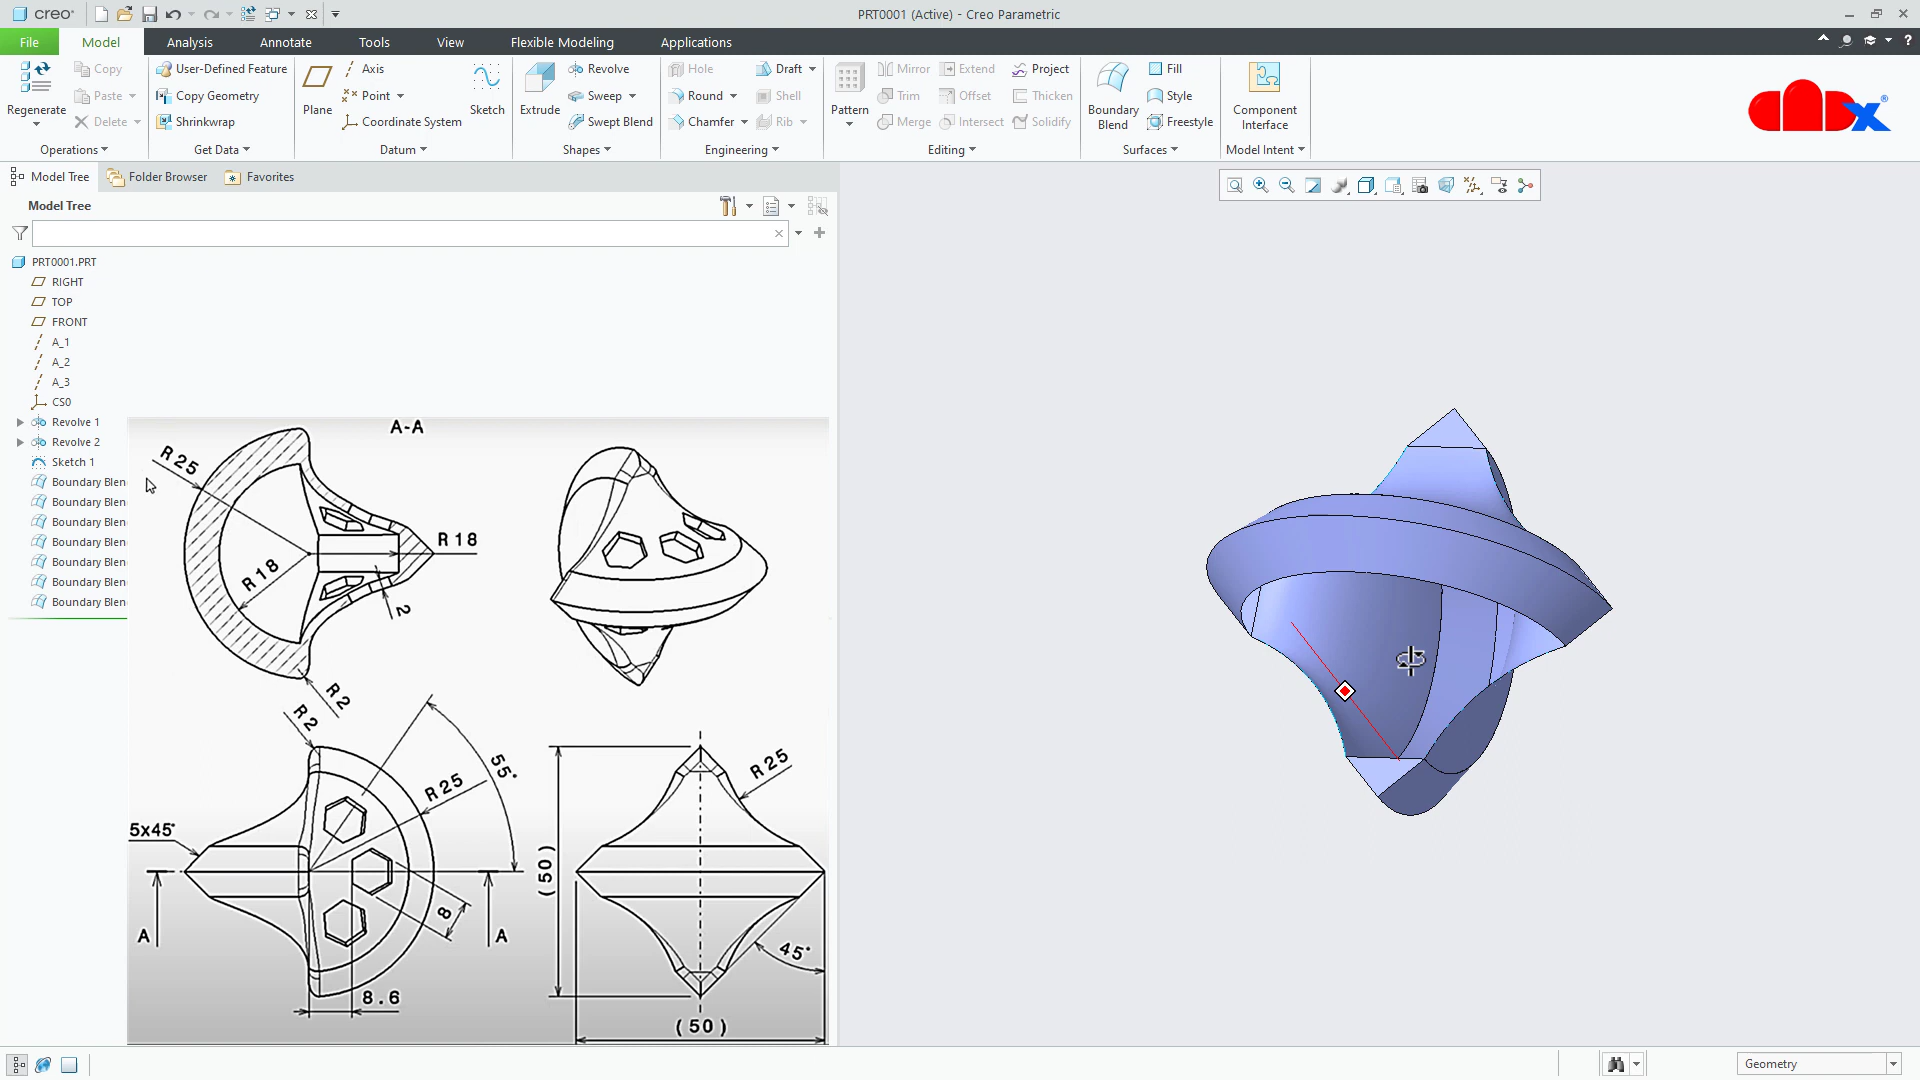 creo®
PRT0001 (Active) - Creo Parametric
File Model Analysis Annotate Tools View Flexible Modeling Applications
Regenerate
Copy
Paste
Delete
Operations
User-Defined Feature
Copy Geometry
Shrinkwrap
Get Data
Plane
Axis
Point
Coordinate System
Sketch
Datum
Extrude
Revolve
Sweep
Swept Blend
Shapes
Hole
Draft
Round
Shell
Chamfer
Rib
Engineering
Pattern
Mirror
Extend
Project
Trim
Offset
Thicken
Merge
Intersect
Solidify
Editing
Boundary
Blend
Fill
Style
Freestyle
Surfaces
Component
Interface
Model Intent
Model Tree Folder Browser Favorites
Model Tree
PRT0001.PRT
RIGHT
TOP
FRONT
A_1
A_2
A_3
CS0
Revolve 1
Revolve 2
Sketch 1
Boundary Blen
Boundary Blen
Boundary Blen
Boundary Blen
Boundary Blen
Boundary Blen
Boundary Blen
A-A
R25
R18
R18
2
R2
R2
55°
R25
R25
5x45°
(50)
8
A
A
45°
8.6
(50)
Geometry